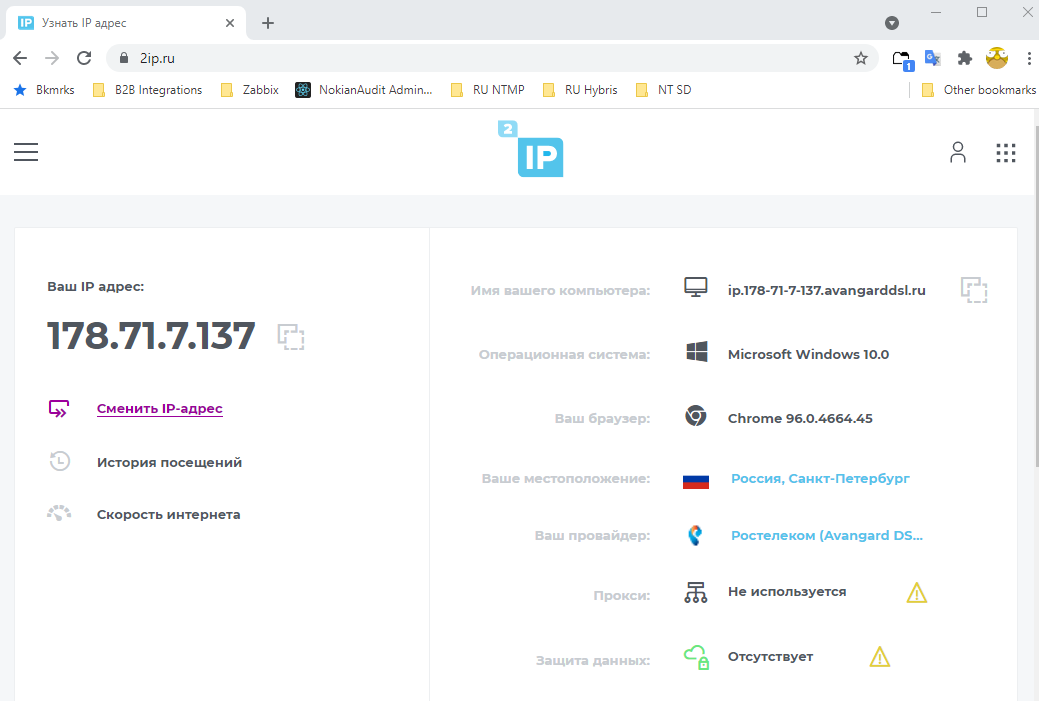 IP Узнать IP адрес
2ip.ru
1
Bkmrks B2B Integrations Zabbix NokianAudit Admin... RU NTMP RU Hybris NT SD Other bookmarks
2
IP
Ваш IP адрес:
178.71.7.137
Сменить IP-адрес
История посещений
Скорость интернета
Имя вашего компьютера: ip.178-71-7-137.avangarddsl.ru
Операционная система: Microsoft Windows 10.0
Ваш браузер: Chrome 96.0.4664.45
Ваше местоположение: Россия, Санкт-Петербург
Ваш провайдер: Ростелеком (Avangard DS...
Прокси: Не используется
Защита данных: Отсутствует